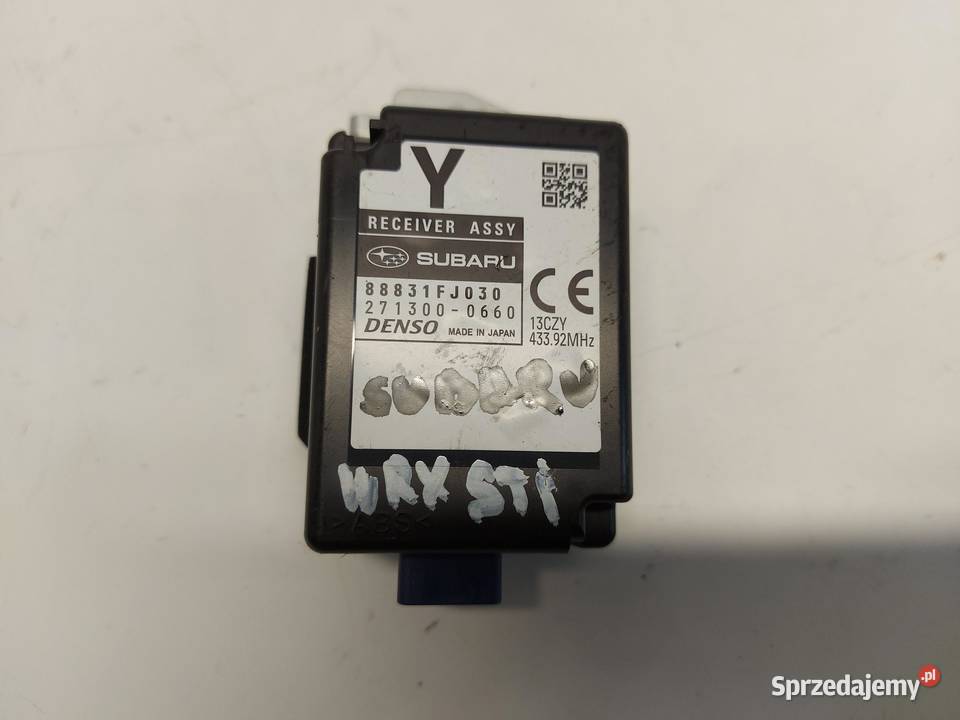 Y
RECEIVER ASSY
SUBARU
88831FJ030
271300-0660
DENSO MADE IN JAPAN
13CZY
433.92MHz
CE
SUBARU
WRX STi
>ABS<
Sprzedajemy.pl